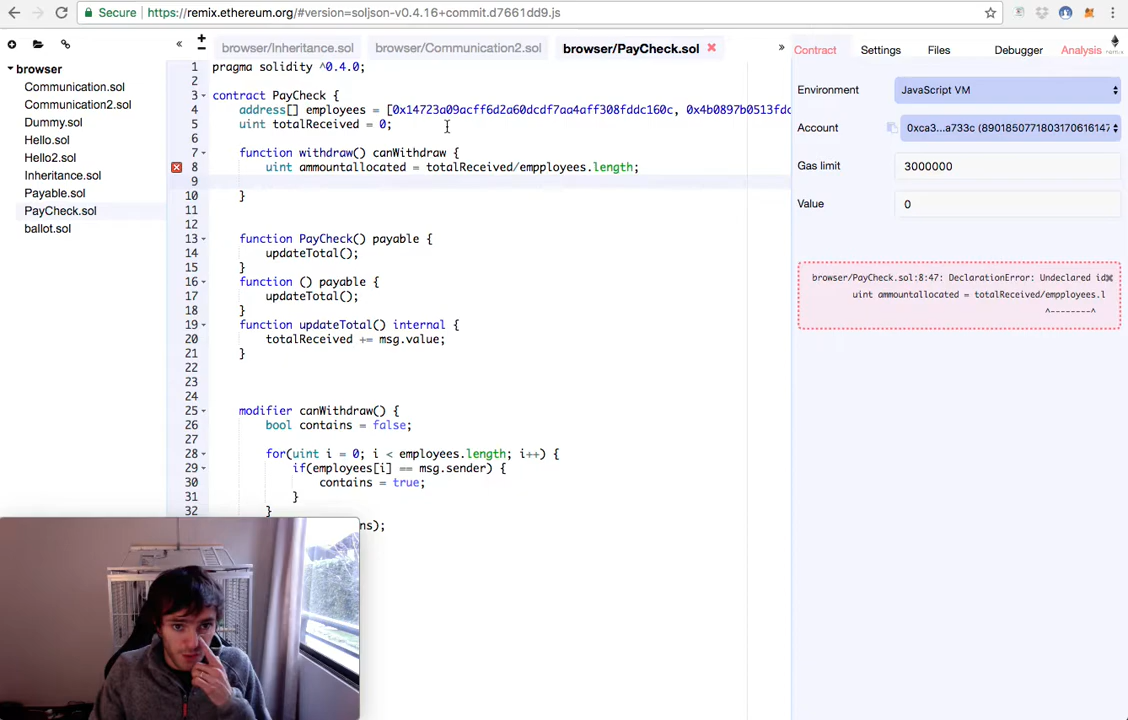 Secure https://remix.ethereum.org/#version=soljson-v0.4.16+commit.d7661dd9.js
+ « browser/Inheritance.sol browser/Communication2.sol browser/PayCheck.sol » Contract Settings Files Debugger Analysis remix
browser
Communication.sol
Communication2.sol
Dummy.sol
Hello.sol
Hello2.sol
Inheritance.sol
Payable.sol
PayCheck.sol
ballot.sol
1 pragma solidity ^0.4.0;
2
3 contract PayCheck {
4 address[] employees = [0x14723a09acff6d2a60dcdf7aa4aff308fddc160c, 0x4b0897b0513fdc
5 uint totalReceived = 0;
6
7 function withdraw() canWithdraw {
8 uint ammountallocated = totalReceived/empployees.length;
9
10 }
11
12
13 function PayCheck() payable {
14 updateTotal();
15 }
16 function () payable {
17 updateTotal();
18 }
19 function updateTotal() internal {
20 totalReceived += msg.value;
21 }
22
23
24
25 modifier canWithdraw() {
26 bool contains = false;
27
28 for(uint i = 0; i < employees.length; i++) {
29 if(employees[i] == msg.sender) {
30 contains = true;
31 }
32 }
ns);
Environment JavaScript VM
Account 0xca3...a733c (8901850771803170616147
Gas limit 3000000
Value 0
browser/PayCheck.sol:8:47: DeclarationError: Undeclared id
uint ammountallocated = totalReceived/empployees.l
^--------^